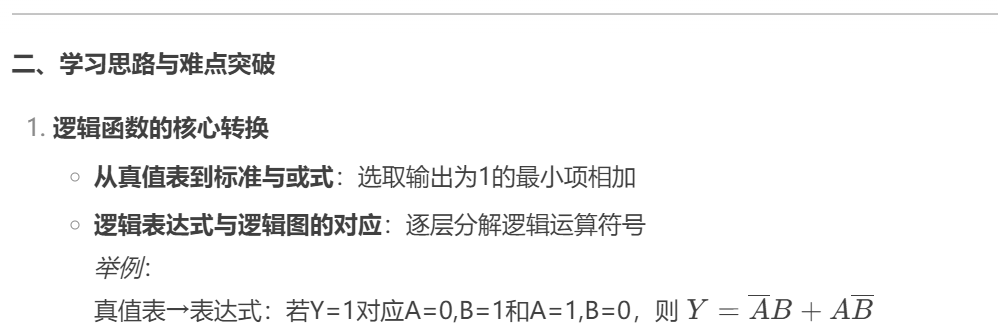 二、学习思路与难点突破
1. 逻辑函数的核心转换
○ 从真值表到标准与或式：选取输出为1的最小项相加
○ 逻辑表达式与逻辑图的对应：逐层分解逻辑运算符号
举例：
真值表→表达式：若Y=1对应A=0,B=1和A=1,B=0，则 $Y = \overline{A}B + A\overline{B}$